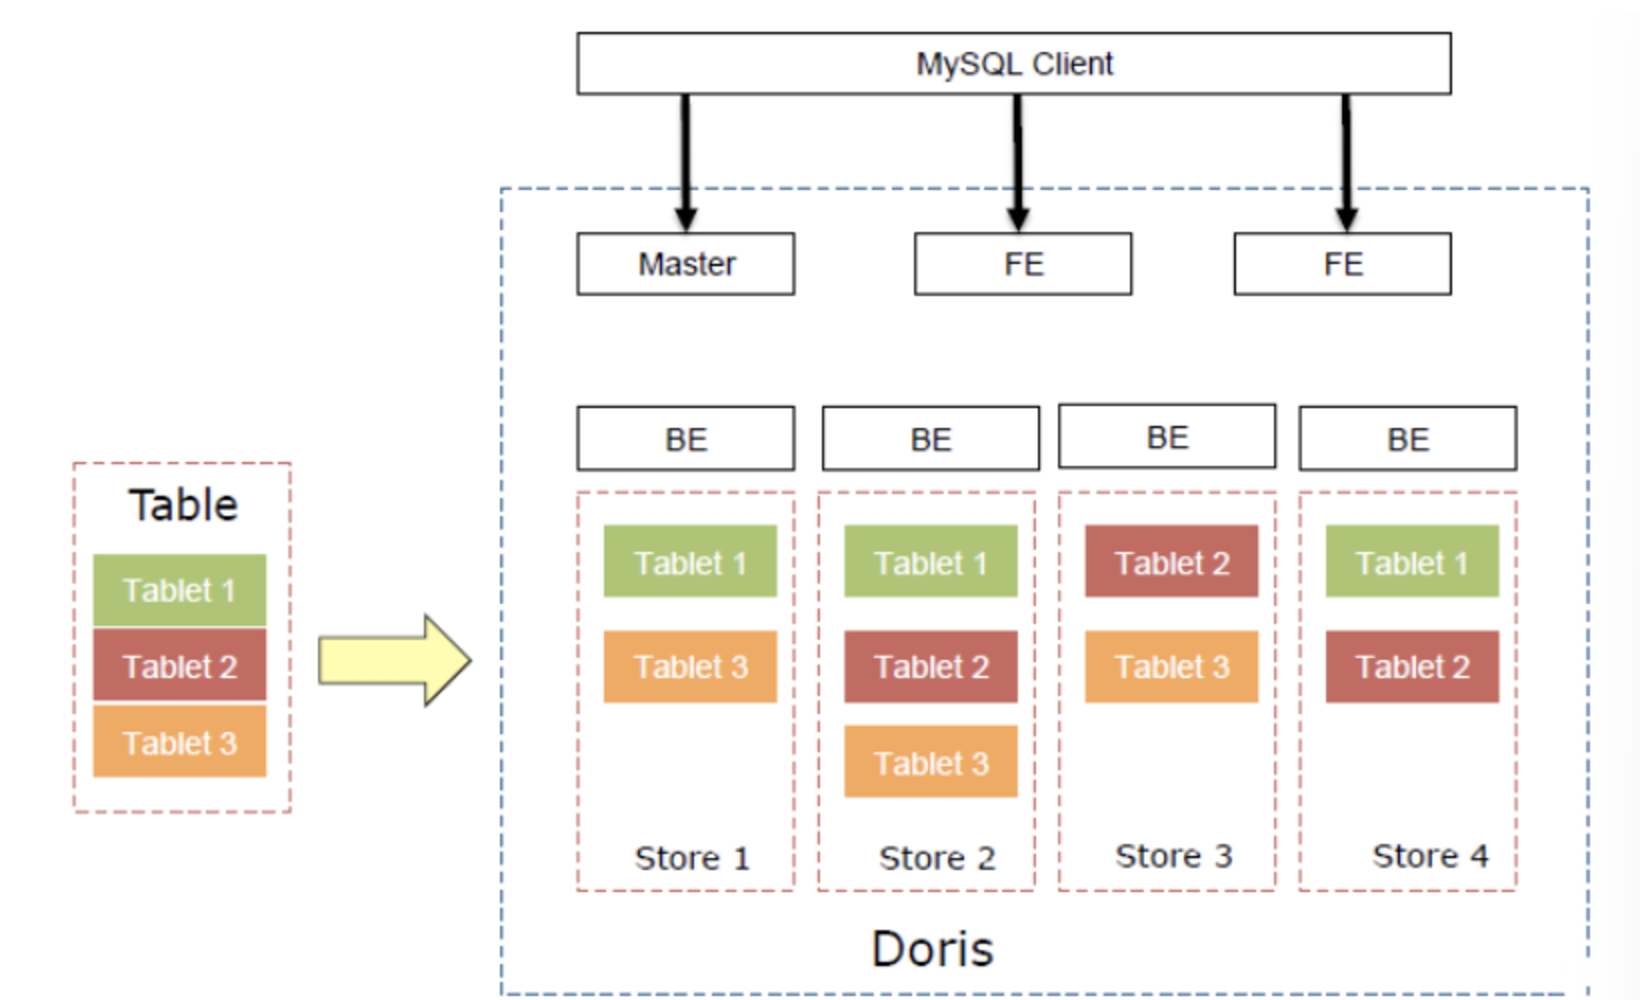 MySQL Client
Master
FE
FE
BE
BE
BE
BE
Table
Tablet 1
Tablet 2
Tablet 3
Tablet 1
Tablet 3
Store 1
Tablet 1
Tablet 2
Tablet 3
Store 2
Tablet 2
Tablet 3
Store 3
Tablet 1
Tablet 2
Store 4
Doris